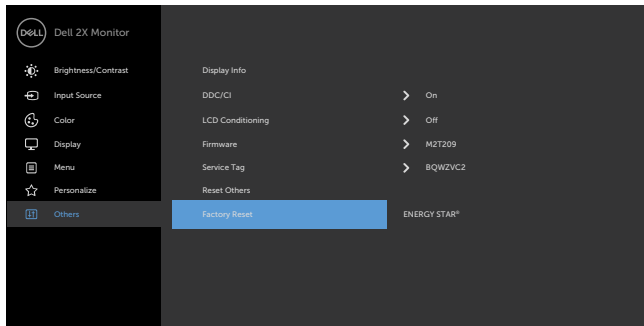 DELL Dell 2X Monitor
Brightness/Contrast
Input Source
Color
Display
Menu
Personalize
Others
Display Info
DDC/CI On
LCD Conditioning Off
Firmware M2T209
Service Tag BQWZVC2
Reset Others
Factory Reset ENERGY STAR®